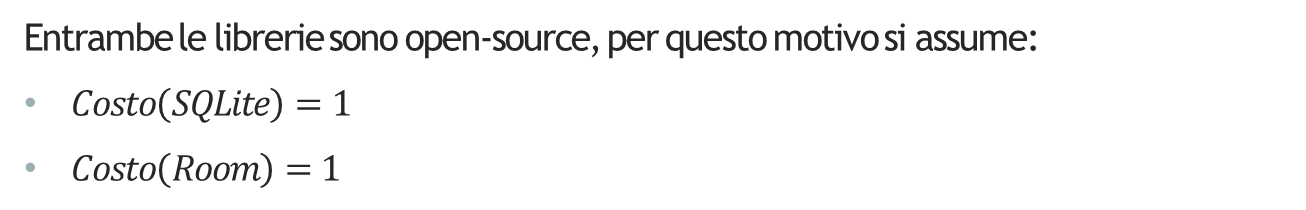 Entrambe le librerie sono open-source, per questo motivo si assume:
• Costo(SQLite) = 1
• Costo(Room) = 1